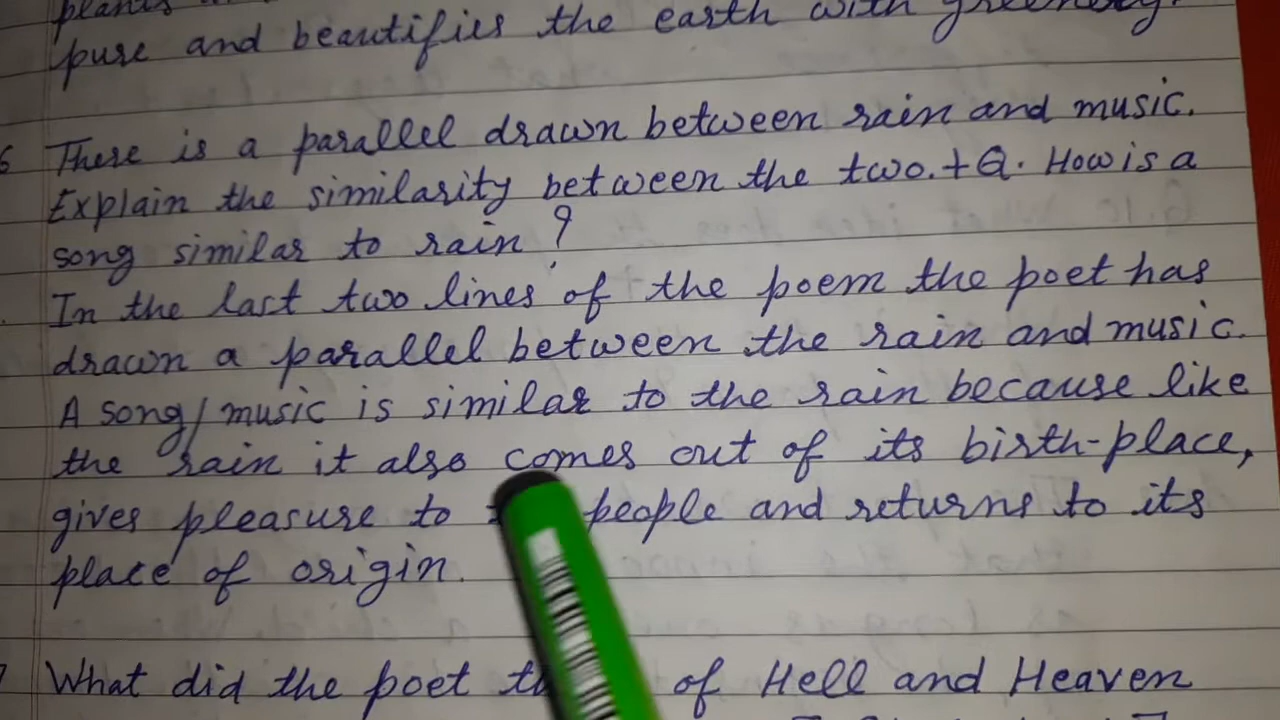 plants
pure and beautifies the earth with greenery.
6 There is a parallel drawn between rain and music.
Explain the similarity between the two. + Q. How is a
song similar to rain ?
In the last two lines of the poem the poet has
drawn a parallel between the rain and music.
A song/music is similar to the rain because like
the rain it also comes out of its birth-place,
gives pleasure to people and returns to its
place of origin.
7 What did the poet of Hell and Heaven